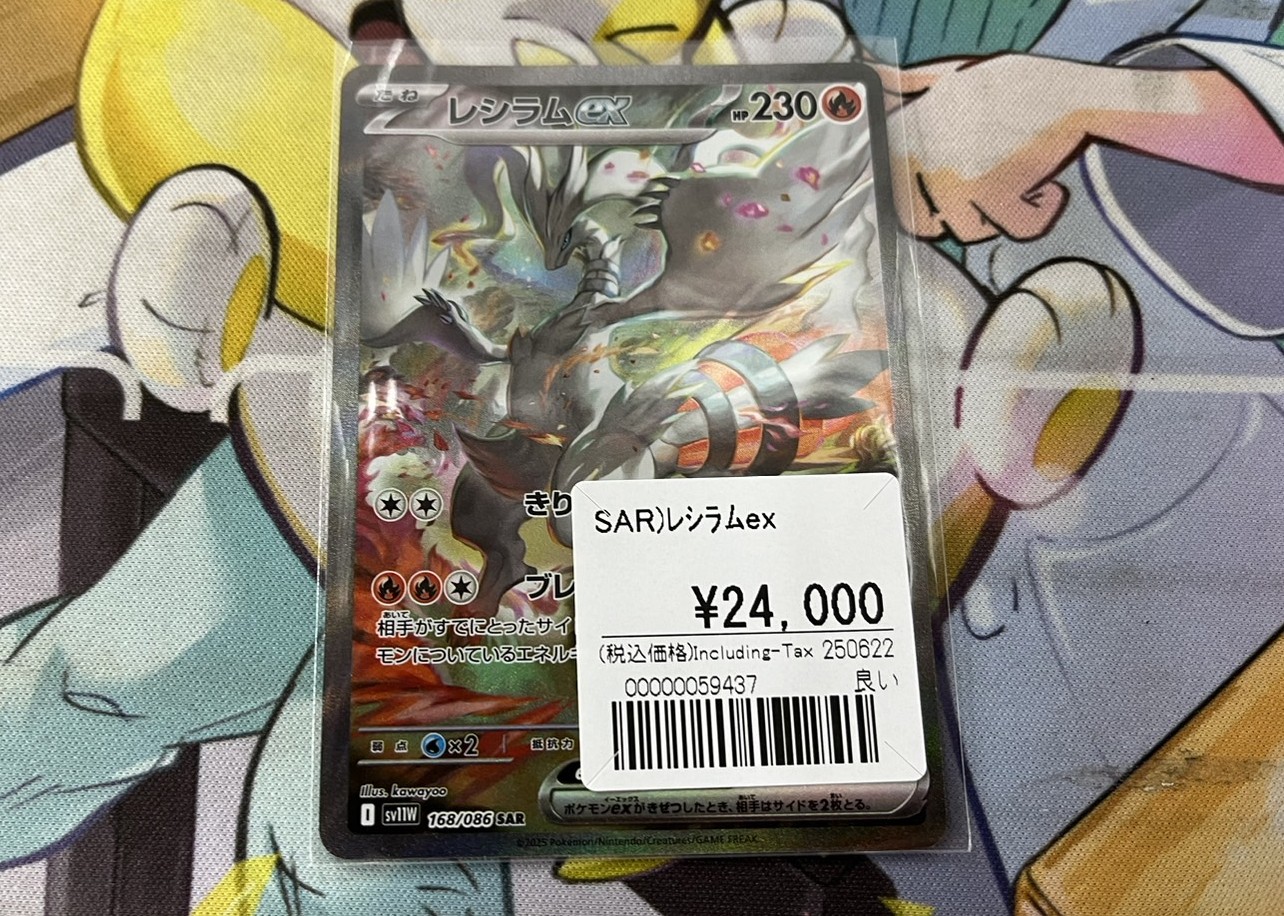 たね
レシラムex
HP230
きり
SAR)レシラムex
¥24,000
(税込価格)Including-Tax 250622
00000059437 良い
ブレ
相手がすでにとったサイ
モンについているエネルギ
弱点 ×2 抵抗力
Illus. kawayoo
ポケモンexがきぜつしたとき、相手はサイドを2枚とる。
I sv11W 168/086 SAR
©2025 Pokémon/Nintendo/Creatures/GAME FREAK